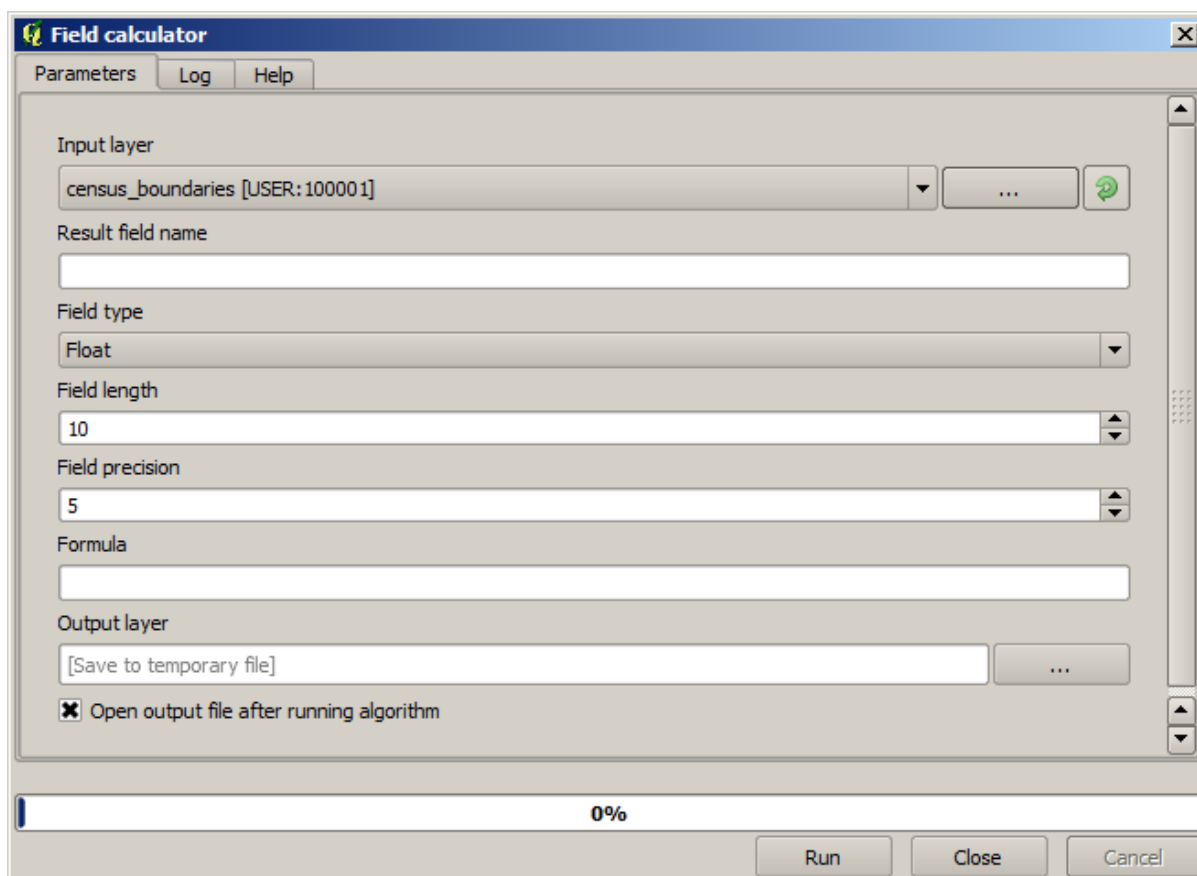 Field calculator
Parameters Log Help
Input layer
census_boundaries [USER:100001] ...
Result field name
Field type
Float
Field length
10
Field precision
5
Formula
Output layer
[Save to temporary file] ...
Open output file after running algorithm
0%
Run Close Cancel